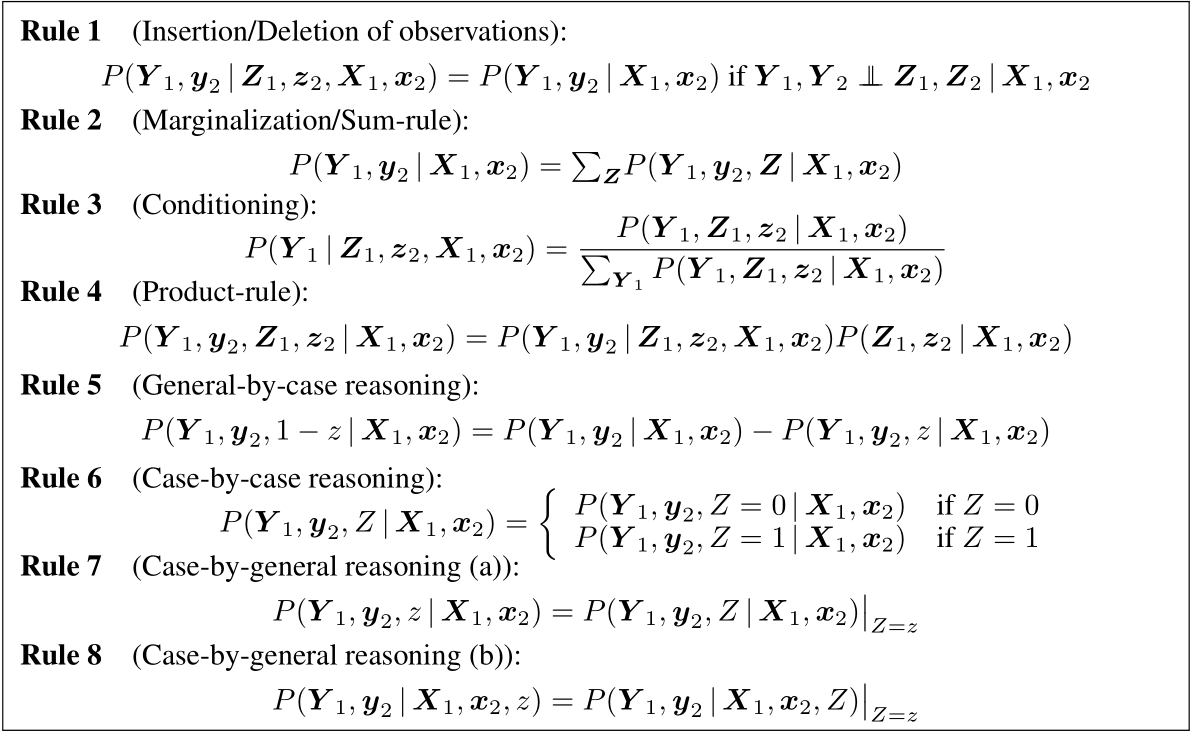 Rule 1 (Insertion/Deletion of observations):
P(Y₁, y₂ | Z₁, z₂, X₁, x₂) = P(Y₁, y₂ | X₁, x₂) if Y₁, Y₂ ⫫ Z₁, Z₂ | X₁, x₂
Rule 2 (Marginalization/Sum-rule):
P(Y₁, y₂ | X₁, x₂) = ∑_Z P(Y₁, y₂, Z | X₁, x₂)
Rule 3 (Conditioning):
P(Y₁ | Z₁, z₂, X₁, x₂) = P(Y₁, Z₁, z₂ | X₁, x₂) / ∑_Y₁ P(Y₁, Z₁, z₂ | X₁, x₂)
Rule 4 (Product-rule):
P(Y₁, y₂, Z₁, z₂ | X₁, x₂) = P(Y₁, y₂ | Z₁, z₂, X₁, x₂)P(Z₁, z₂ | X₁, x₂)
Rule 5 (General-by-case reasoning):
P(Y₁, y₂, 1 − z | X₁, x₂) = P(Y₁, y₂ | X₁, x₂) − P(Y₁, y₂, z | X₁, x₂)
Rule 6 (Case-by-case reasoning):
P(Y₁, y₂, Z | X₁, x₂) = { P(Y₁, y₂, Z = 0 | X₁, x₂) if Z = 0
P(Y₁, y₂, Z = 1 | X₁, x₂) if Z = 1
Rule 7 (Case-by-general reasoning (a)):
P(Y₁, y₂, z | X₁, x₂) = P(Y₁, y₂, Z | X₁, x₂)|_Z=z
Rule 8 (Case-by-general reasoning (b)):
P(Y₁, y₂ | X₁, x₂, z) = P(Y₁, y₂ | X₁, x₂, Z)|_Z=z